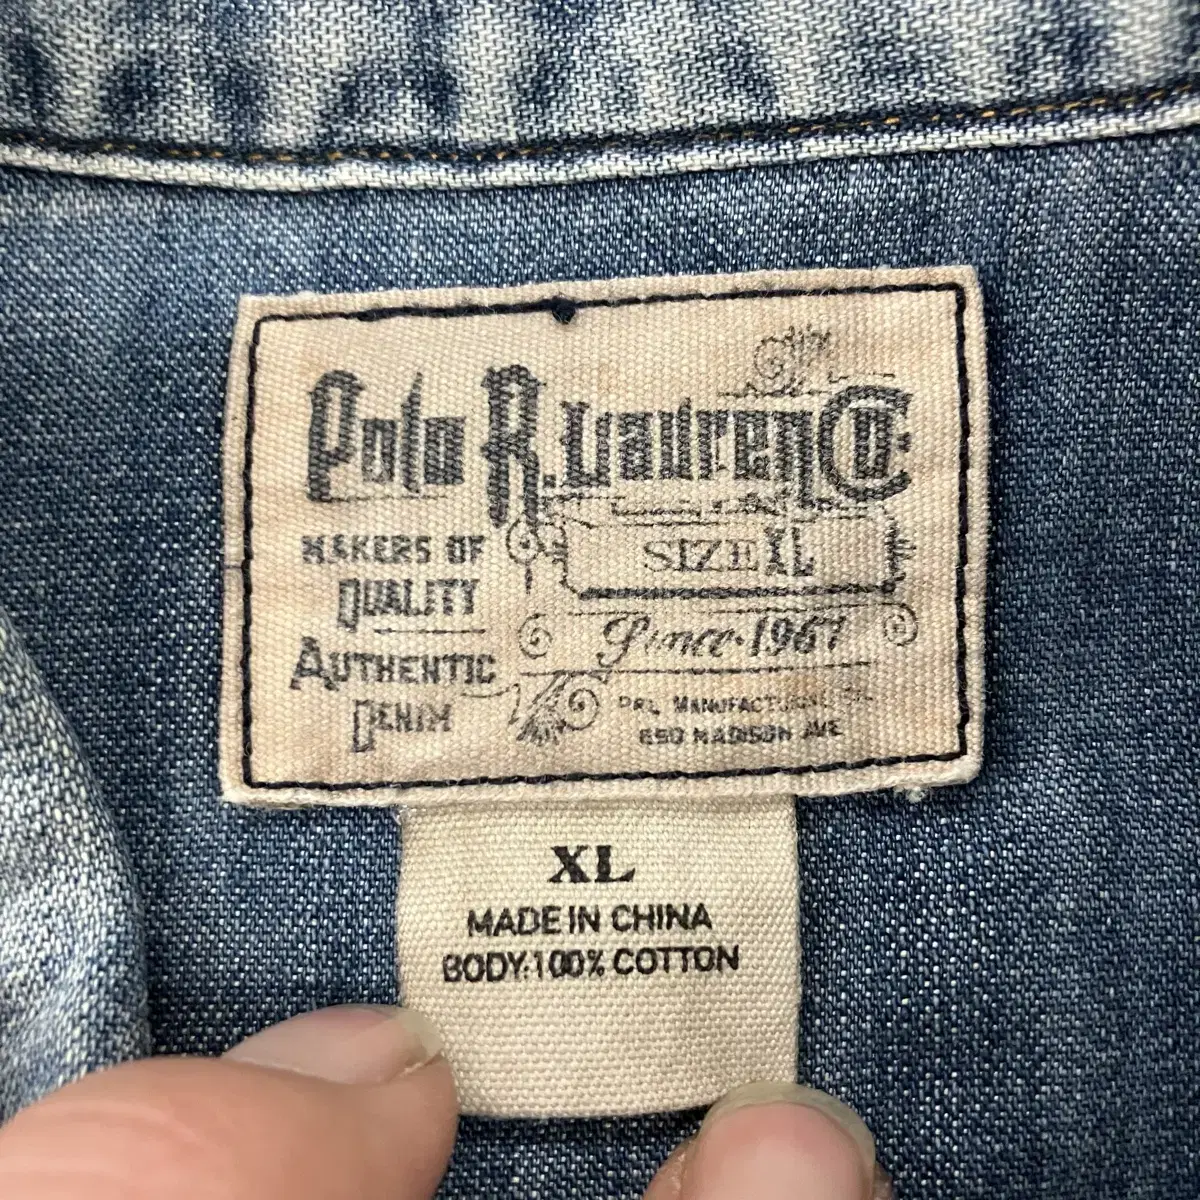 Polo R. Lauren Co.
SIZE XL
MAKERS OF
QUALITY
AUTHENTIC
DENIM
Since 1967
PRL MANUFACTURING CO.
650 MADISON AVE
XL
MADE IN CHINA
BODY:100% COTTON